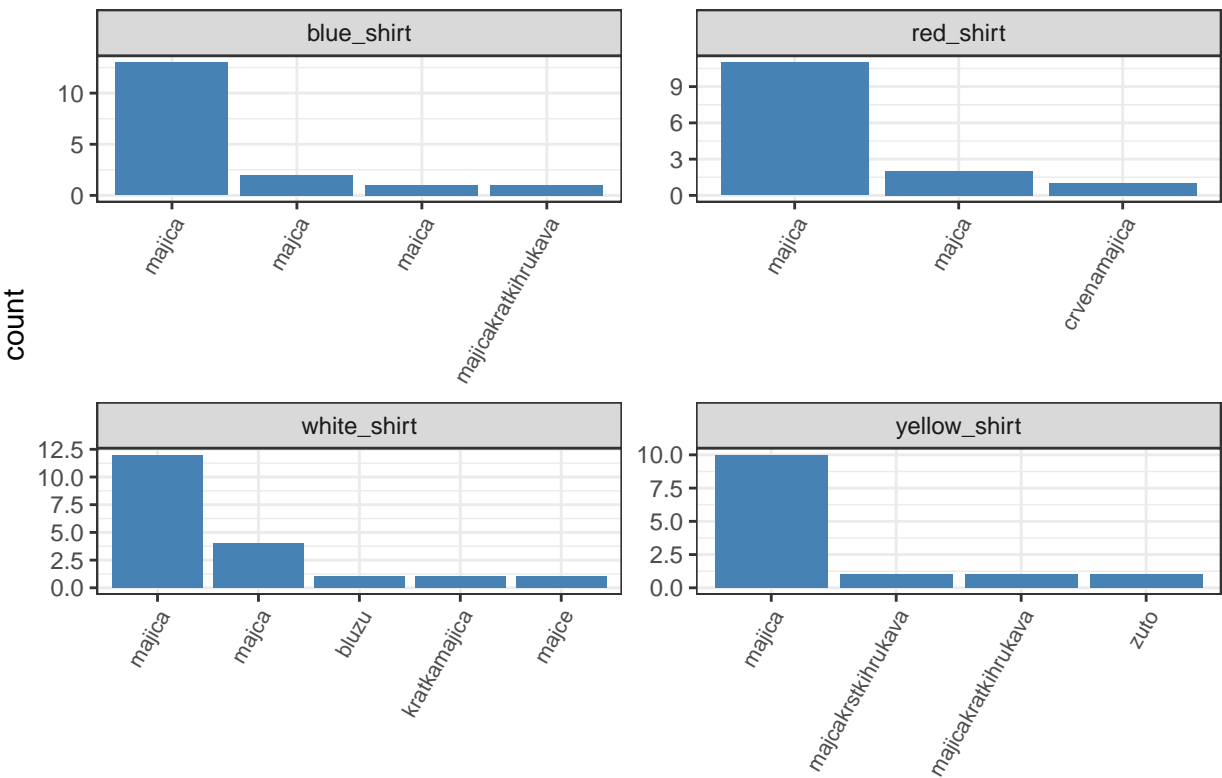 blue_shirt
10
5
0
majica
majca
maica
majicakratkihrukava
red_shirt
9
6
3
0
majica
majca
crvenamajica
count
white_shirt
12.5
10.0
7.5
5.0
2.5
0.0
majica
majca
bluzu
kratkamajica
majce
yellow_shirt
10.0
7.5
5.0
2.5
0.0
majica
majcakrstkihrukava
majicakratkihrukava
zuto